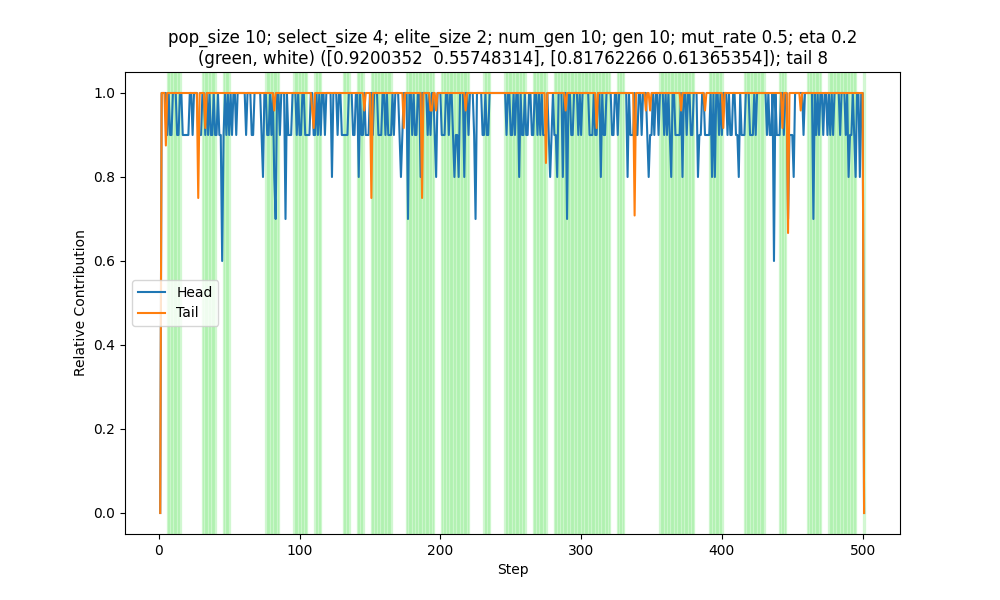 pop_size 10; select_size 4; elite_size 2; num_gen 10; gen 10; mut_rate 0.5; eta 0.2
(green, white) ([0.9200352  0.55748314], [0.81762266 0.61365354]); tail 8
1.0
0.8
0.6
0.4
0.2
0.0
Relative Contribution
Head
Tail
0
100
200
300
400
500
Step